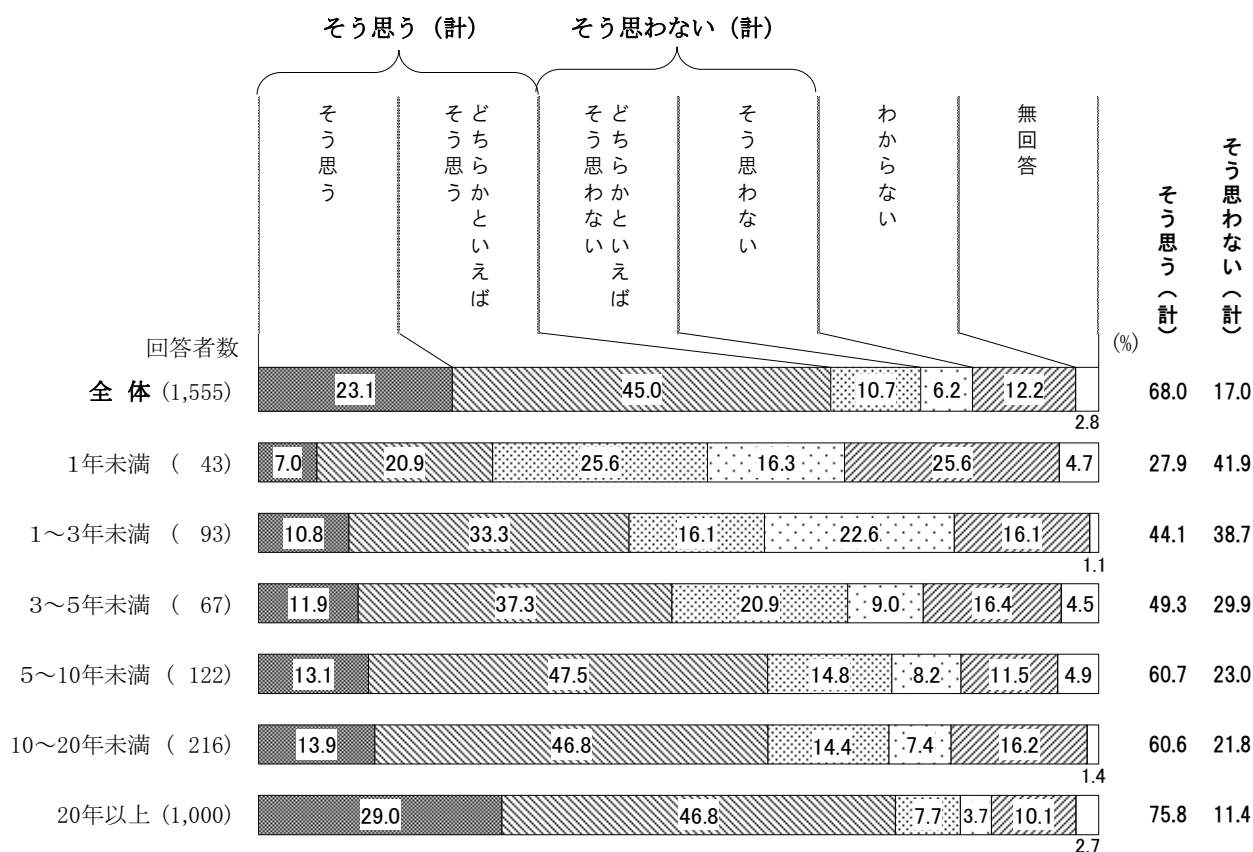 そう思う（計） そう思わない（計）
そう思う
どちらかといえば
そう思う
どちらかといえば
そう思わない
そう思わない
わからない
無回答
そう思う（計）
そう思わない（計）
回答者数 (%)
全 体 (1,555) 23.1 45.0 10.7 6.2 12.2 2.8 68.0 17.0
1年未満 ( 43) 7.0 20.9 25.6 16.3 25.6 4.7 27.9 41.9
1～3年未満 ( 93) 10.8 33.3 16.1 22.6 16.1 1.1 44.1 38.7
3～5年未満 ( 67) 11.9 37.3 20.9 9.0 16.4 4.5 49.3 29.9
5～10年未満 ( 122) 13.1 47.5 14.8 8.2 11.5 4.9 60.7 23.0
10～20年未満 ( 216) 13.9 46.8 14.4 7.4 16.2 1.4 60.6 21.8
20年以上 (1,000) 29.0 46.8 7.7 3.7 10.1 2.7 75.8 11.4